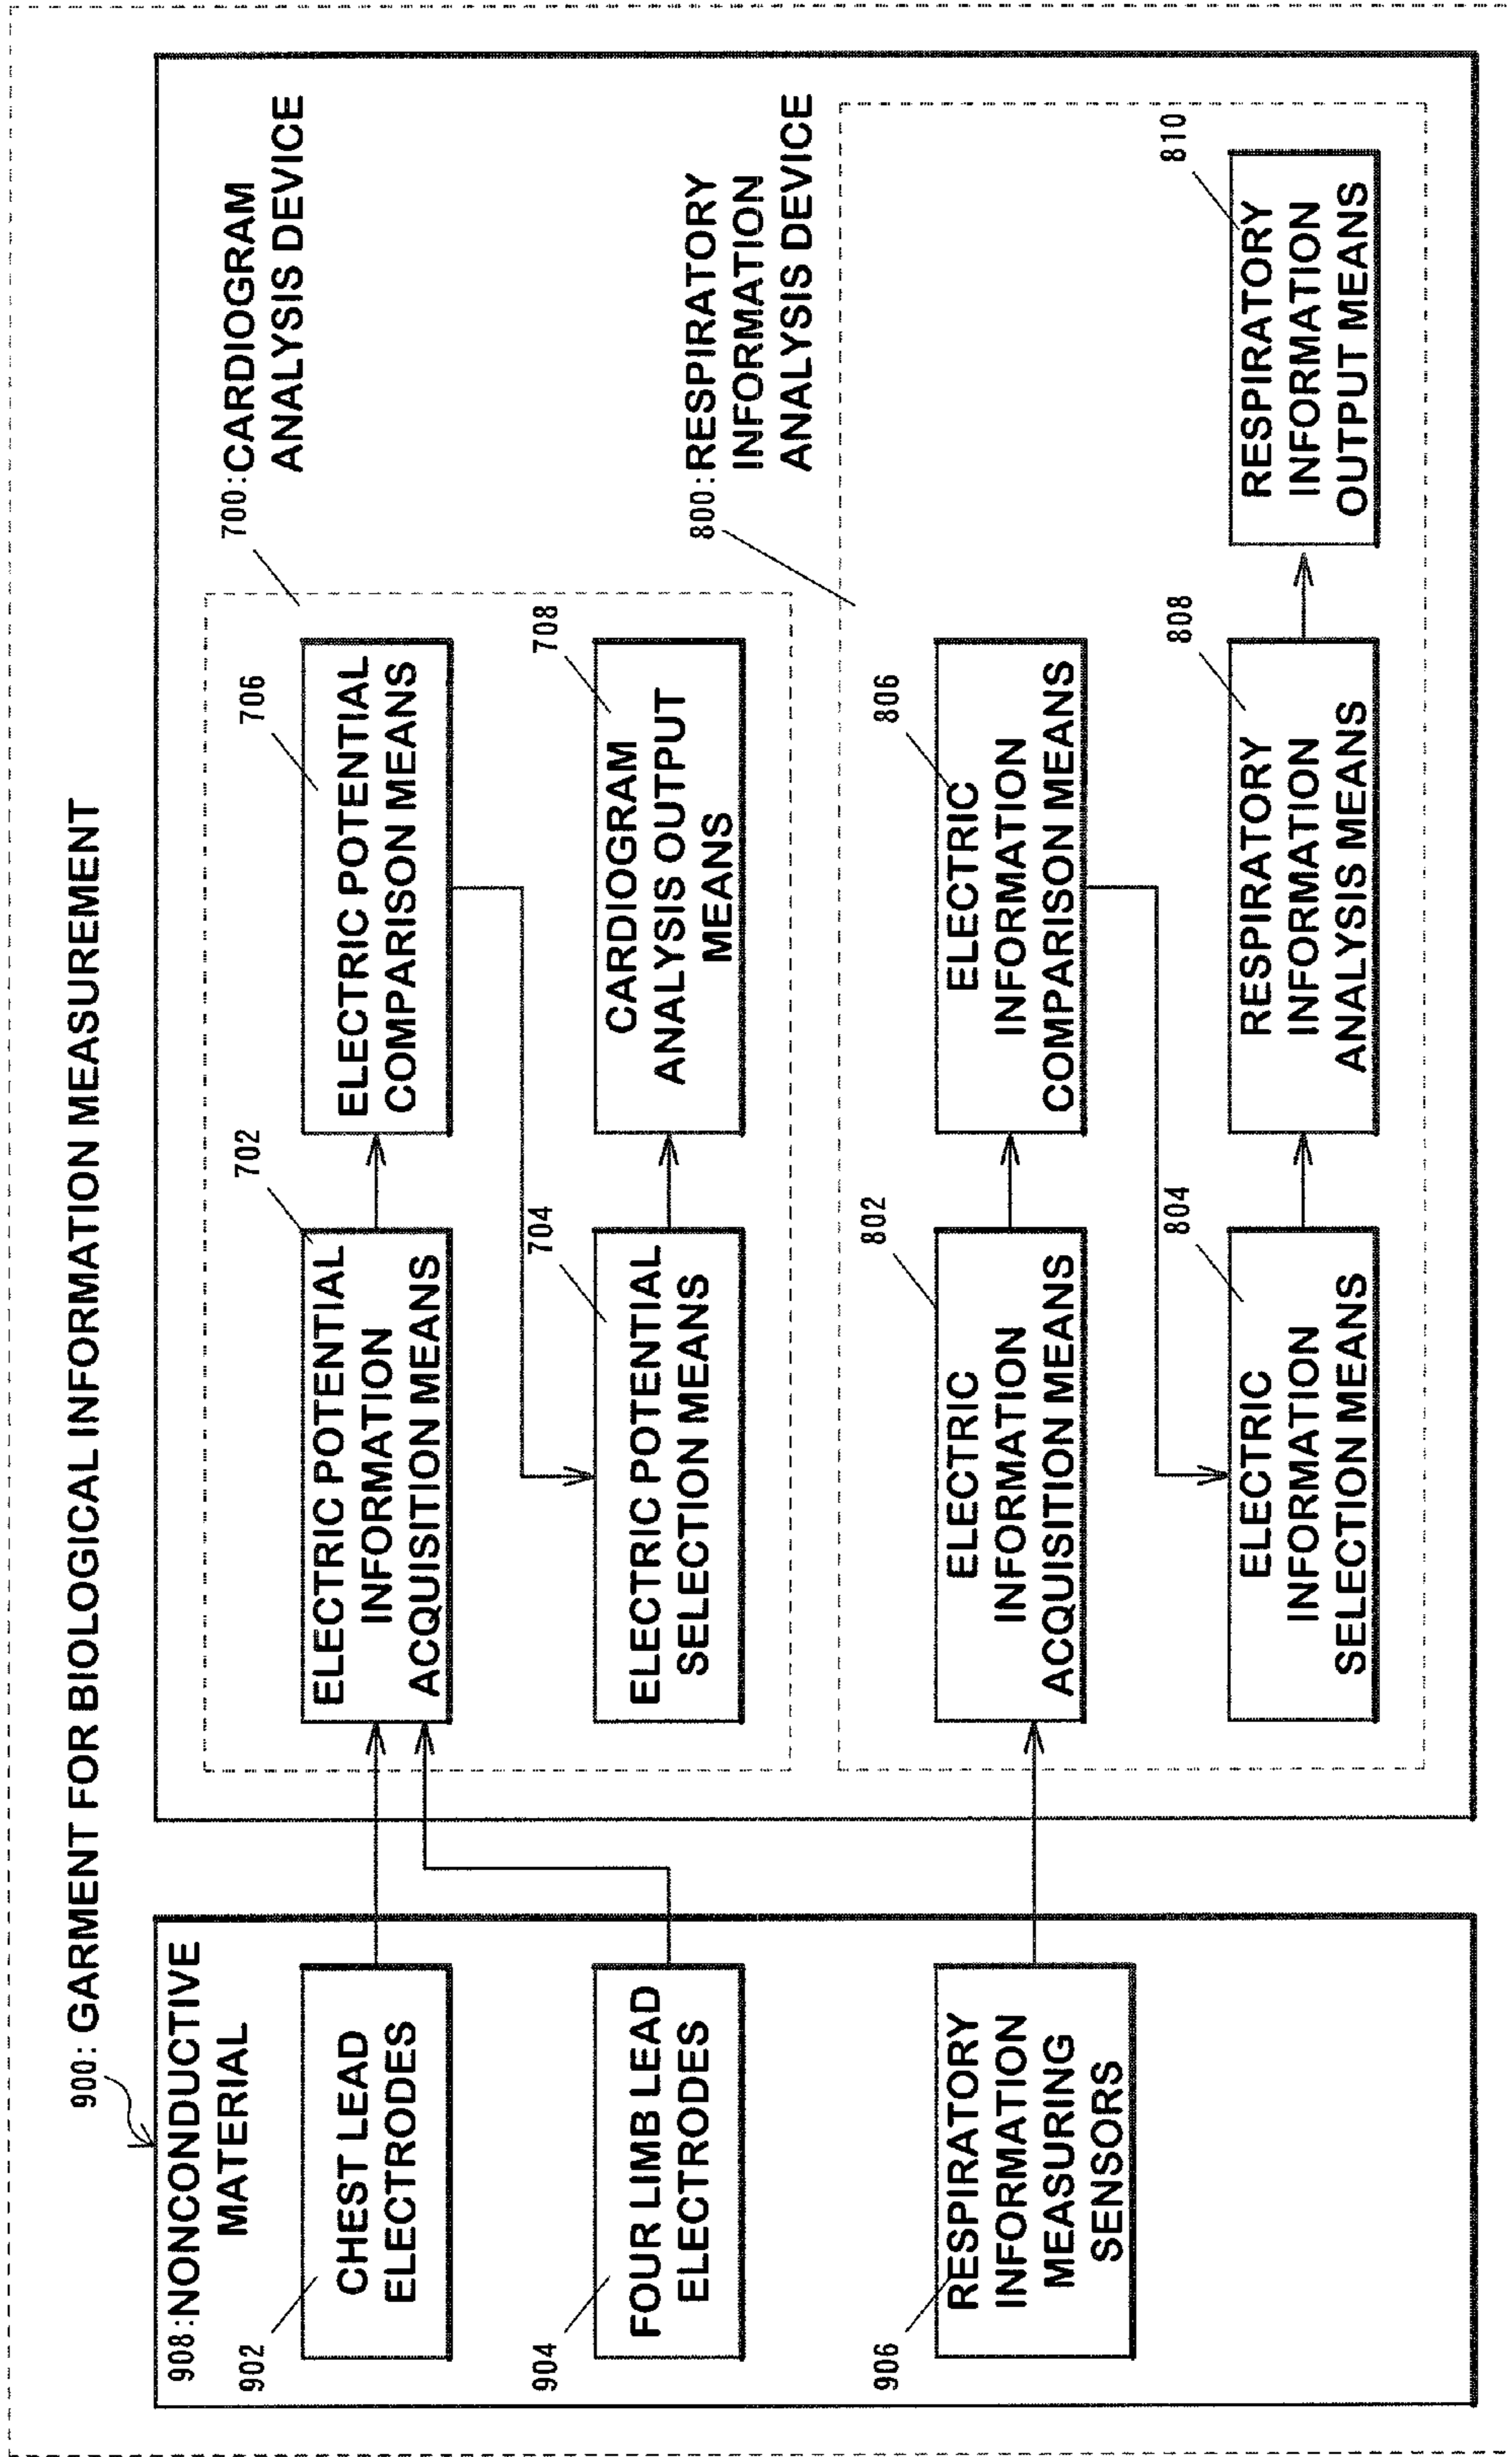 900: GARMENT FOR BIOLOGICAL INFORMATION MEASUREMENT
908:NONCONDUCTIVE
MATERIAL
902
CHEST LEAD
ELECTRODES
904
FOUR LIMB LEAD
ELECTRODES
906
RESPIRATORY
INFORMATION
MEASURING
SENSORS
700:CARDIOGRAM
ANALYSIS DEVICE
702
ELECTRIC POTENTIAL
INFORMATION
ACQUISITION MEANS
706
ELECTRIC POTENTIAL
COMPARISON MEANS
704
ELECTRIC POTENTIAL
SELECTION MEANS
708
CARDIOGRAM
ANALYSIS OUTPUT
MEANS
800:RESPIRATORY
INFORMATION
ANALYSIS DEVICE
802
ELECTRIC
INFORMATION
ACQUISITION MEANS
806
ELECTRIC
INFORMATION
COMPARISON MEANS
804
ELECTRIC
INFORMATION
SELECTION MEANS
808
RESPIRATORY
INFORMATION
ANALYSIS MEANS
810
RESPIRATORY
INFORMATION
OUTPUT MEANS